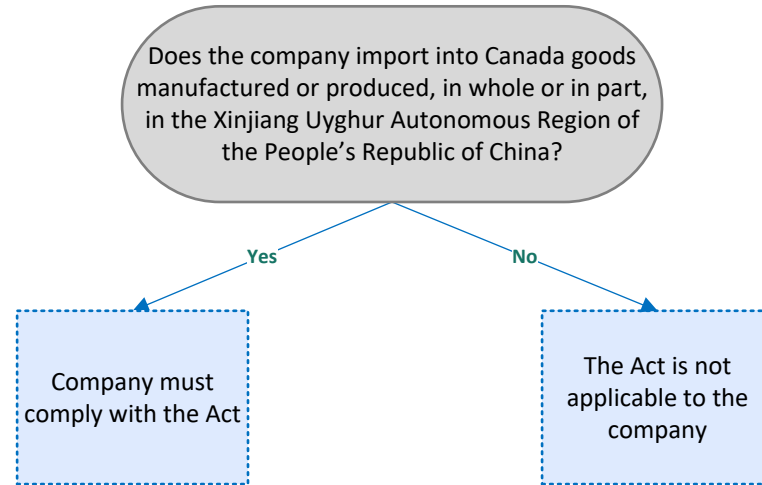 Does the company import into Canada goods
manufactured or produced, in whole or in part,
in the Xinjiang Uyghur Autonomous Region of
the People’s Republic of China?
Yes
No
Company must
comply with the Act
The Act is not
applicable to the
company